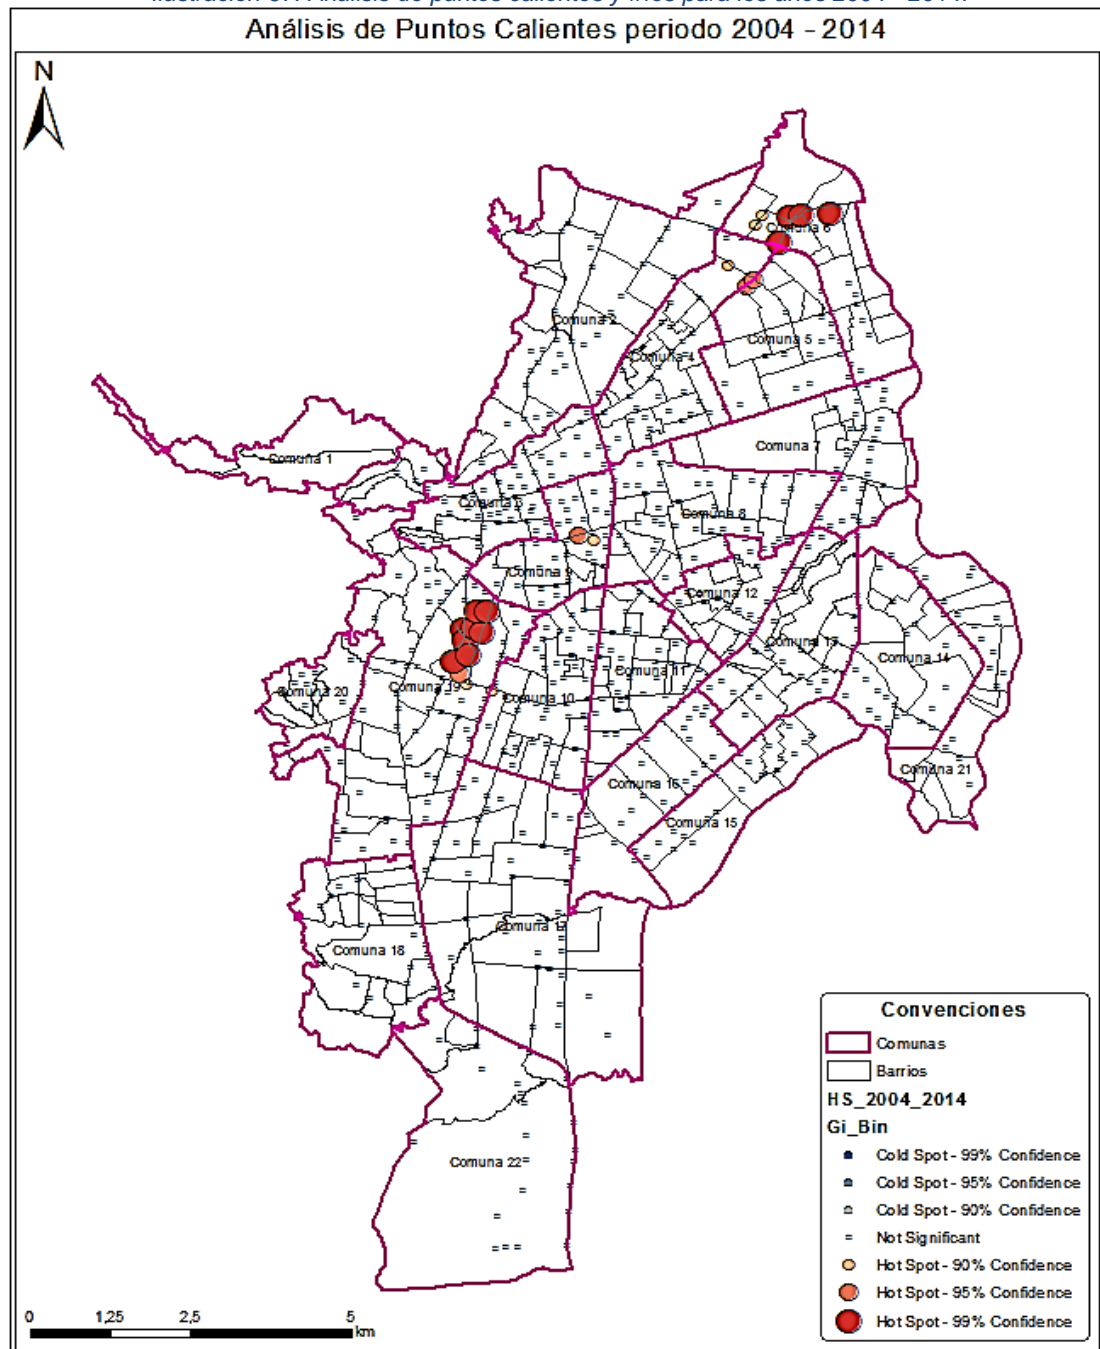 Análisis de Puntos Calientes periodo 2004 - 2014
N
Comuna 6
Comuna 2
Comuna 5
Comuna 4
Comuna 7
Comuna 1
Comuna 3
Comuna 8
Comuna 9
Comuna 12
Comuna 13
Comuna 14
Comuna 11
Comuna 20
Comuna 19
Comuna 10
Comuna 21
Comuna 16
Comuna 15
Comuna 17
Comuna 18
Comuna 22
Convenciones
Comunas
Barrios
HS_2004_2014
Gi_Bin
Cold Spot - 99% Confidence
Cold Spot - 95% Confidence
Cold Spot - 90% Confidence
Not Significant
Hot Spot - 90% Confidence
Hot Spot - 95% Confidence
Hot Spot - 99% Confidence
0 1,25 2,5 5
km